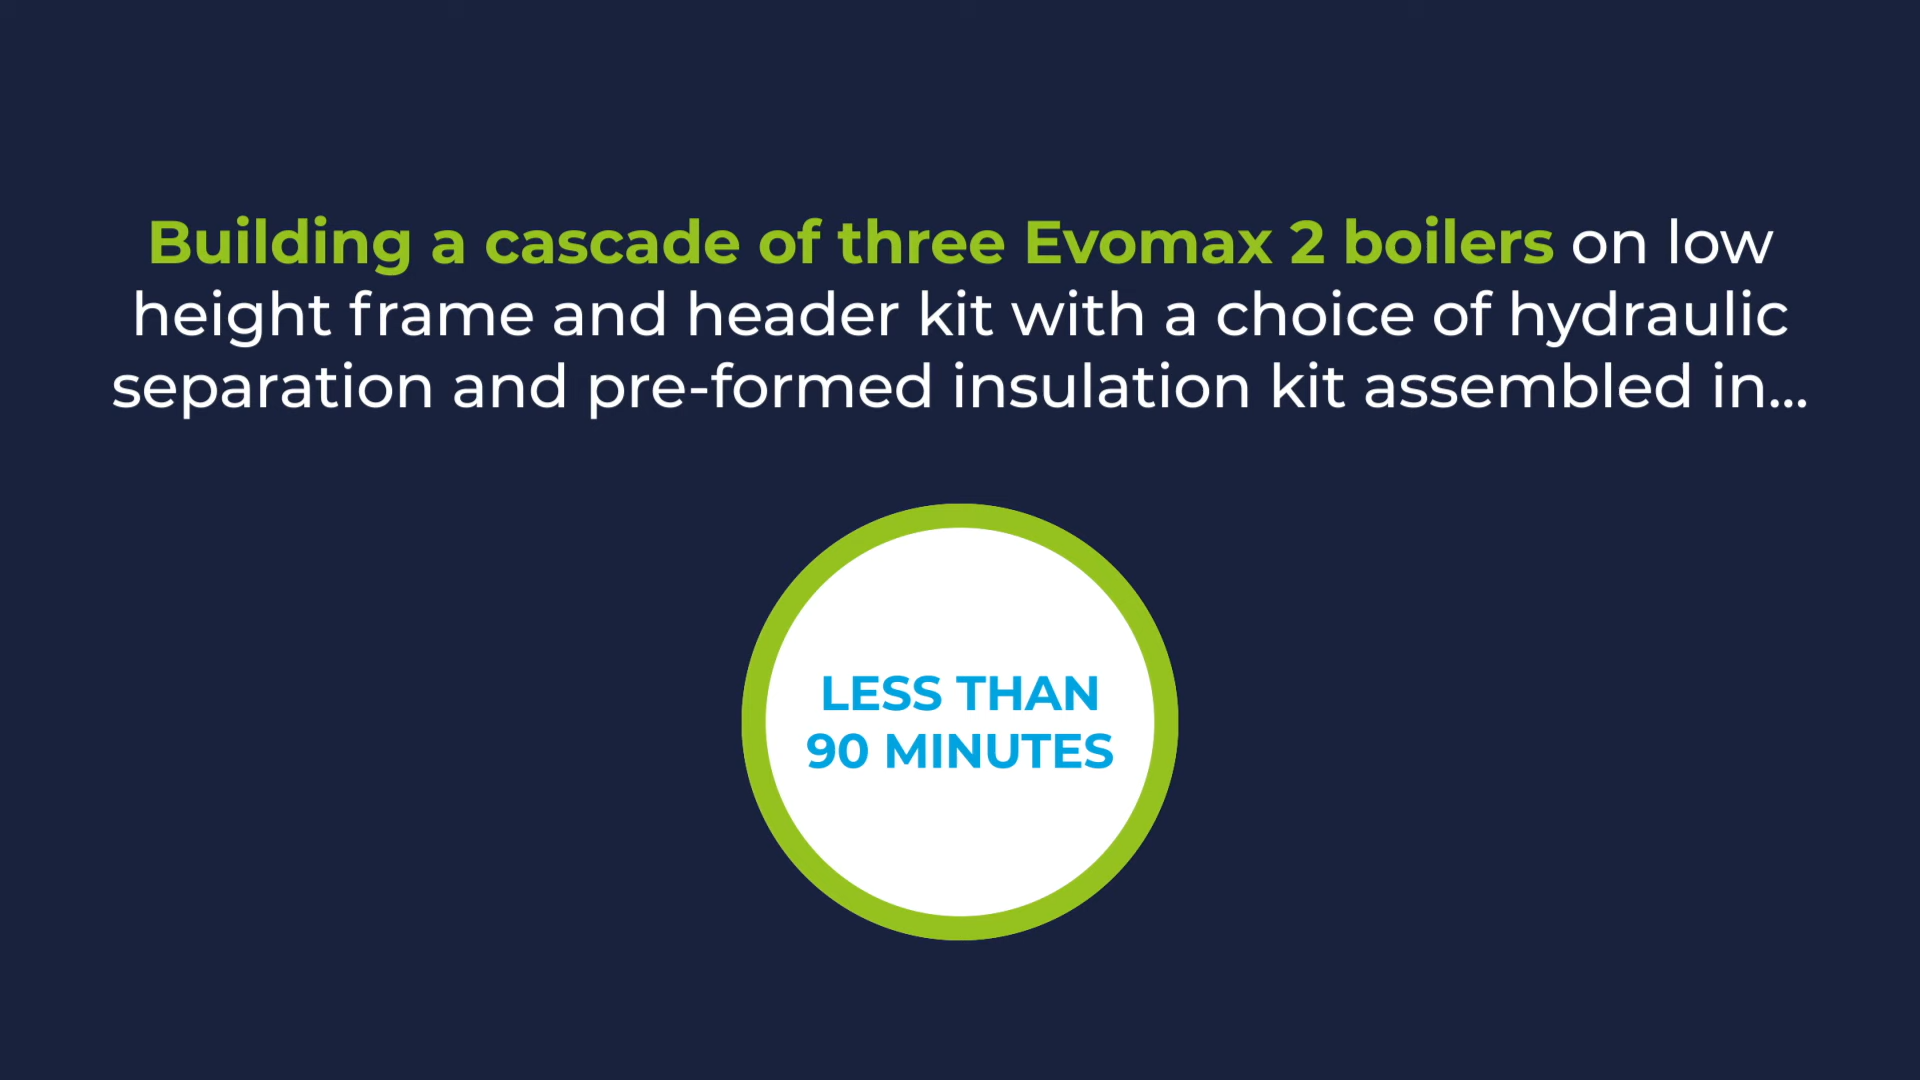 Building a cascade of three Evomax 2 boilers on low
height frame and header kit with a choice of hydraulic
separation and pre-formed insulation kit assembled in...
LESS THAN
90 MINUTES